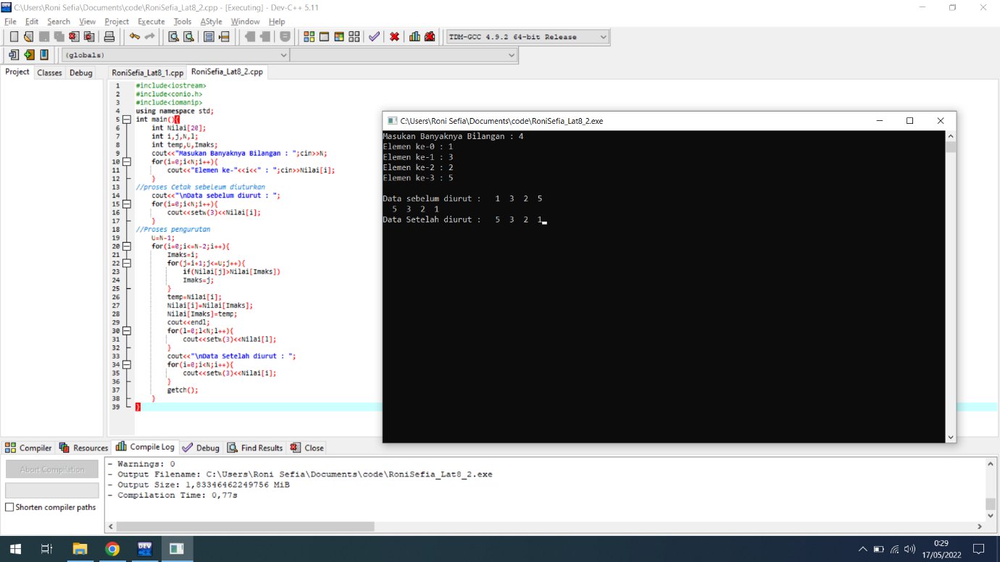 C:\Users\Roni Sefia\Documents\code\RoniSefia_Lat8_2.cpp - [Executing] - Dev-C++ 5.11
File Edit Search View Project Execute Tools AStyle Window Help
TDM-GCC 4.9.2 64-bit Release
(globals)
Project Classes Debug RoniSefia_Lat8_1.cpp RoniSefia_Lat8_2.cpp
1 #include<iostream>
2 #include<conio.h>
3 #include<iomanip>
4 using namespace std;
5 int main(){
6 int Nilai[20];
7 int i,j,N,l;
8 int temp,U,Imaks;
9 cout<<"Masukan Banyaknya Bilangan : ";cin>>N;
10 for(i=0;i<N;i++){
11 cout<<"Elemen ke-"<<i<<" : ";cin>>Nilai[i];
12 }
13 //proses Cetak sebeleum diuturkan
14 cout<<"\nData sebelum diurut : ";
15 for(i=0;i<N;i++){
16 cout<<setw(3)<<Nilai[i];
17 }
18 //Proses pengurutan
19 U=N-1;
20 for(i=0;i<=N-2;i++){
21 Imaks=i;
22 for(j=i+1;j<=U;j++){
23 if(Nilai[j]>Nilai[Imaks])
24 Imaks=j;
25 }
26 temp=Nilai[i];
27 Nilai[i]=Nilai[Imaks];
28 Nilai[Imaks]=temp;
29 cout<<endl;
30 for(l=0;l<N;l++){
31 cout<<setw(3)<<Nilai[l];
32 }
33 cout<<"\nData Setelah diurut : ";
34 for(i=0;i<N;i++){
35 cout<<setw(3)<<Nilai[i];
36 }
37 getch();
38 }
39 }
C:\Users\Roni Sefia\Documents\code\RoniSefia_Lat8_2.exe
Masukan Banyaknya Bilangan : 4
Elemen ke-0 : 1
Elemen ke-1 : 3
Elemen ke-2 : 2
Elemen ke-3 : 5
Data sebelum diurut :   1  3  2  5
  5  3  2  1
Data Setelah diurut :   5  3  2  1
Compiler Resources Compile Log Debug Find Results Close
Abort Compilation
Shorten compiler paths
- Warnings: 0
- Output Filename: C:\Users\Roni Sefia\Documents\code\RoniSefia_Lat8_2.exe
- Output Size: 1,83346462249756 MiB
- Compilation Time: 0,77s
DEV
0:29
17/05/2022